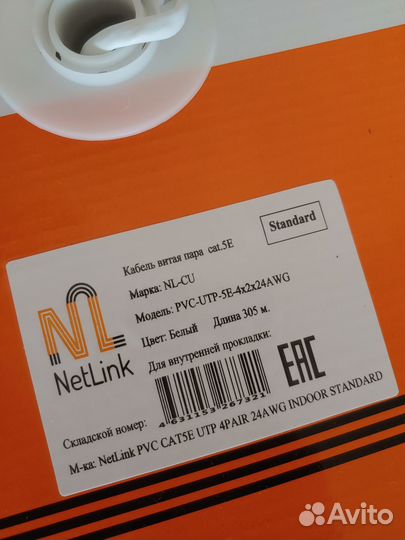 Standard
Кабель витая пара cat.5E
Марка: NL-CU
Модель: PVC-UTP-5E-4x2x24AWG
Цвет: Белый Длина 305 м.
Для внутренней прокладки:
NL
NetLink
EAC
Складской номер:
4631153267321
М-ка: NetLink PVC CAT5E UTP 4PAIR 24AWG INDOOR STANDARD
Avito